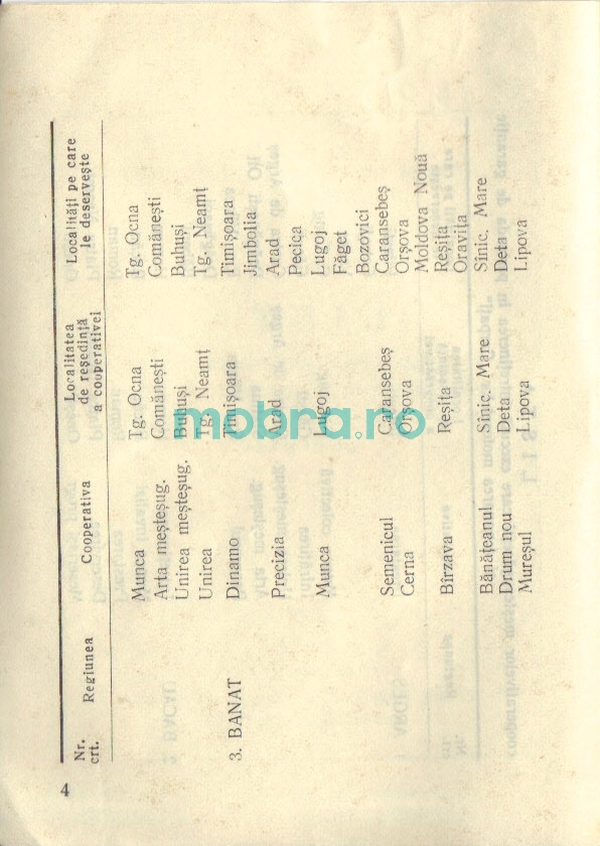 4
Nr. crt. Regiunea Cooperativa Localitatea de reședință a cooperativei Localități pe care le deservește
Munca Tg. Ocna Tg. Ocna
Arta meșteșug. Comănești Comănești
Unirea meșteșug. Buhuși Buhuși
Unirea Tg. Neamț Tg. Neamț
3. BANAT Dinamo Timișoara Timișoara
Jimbolia
Precizia Arad Arad
Pecica
Munca Lugoj Lugoj
Făget
Bozovici
Semenicul Caransebeș Caransebeș
Cerna Orșova Orșova
Moldova Nouă
Bîrzava Reșița Reșița
Oravița
Bănățeanul Sînic. Mare Sînic. Mare
Drum nou Deta Deta
Mureșul Lipova Lipova
mobra.ro